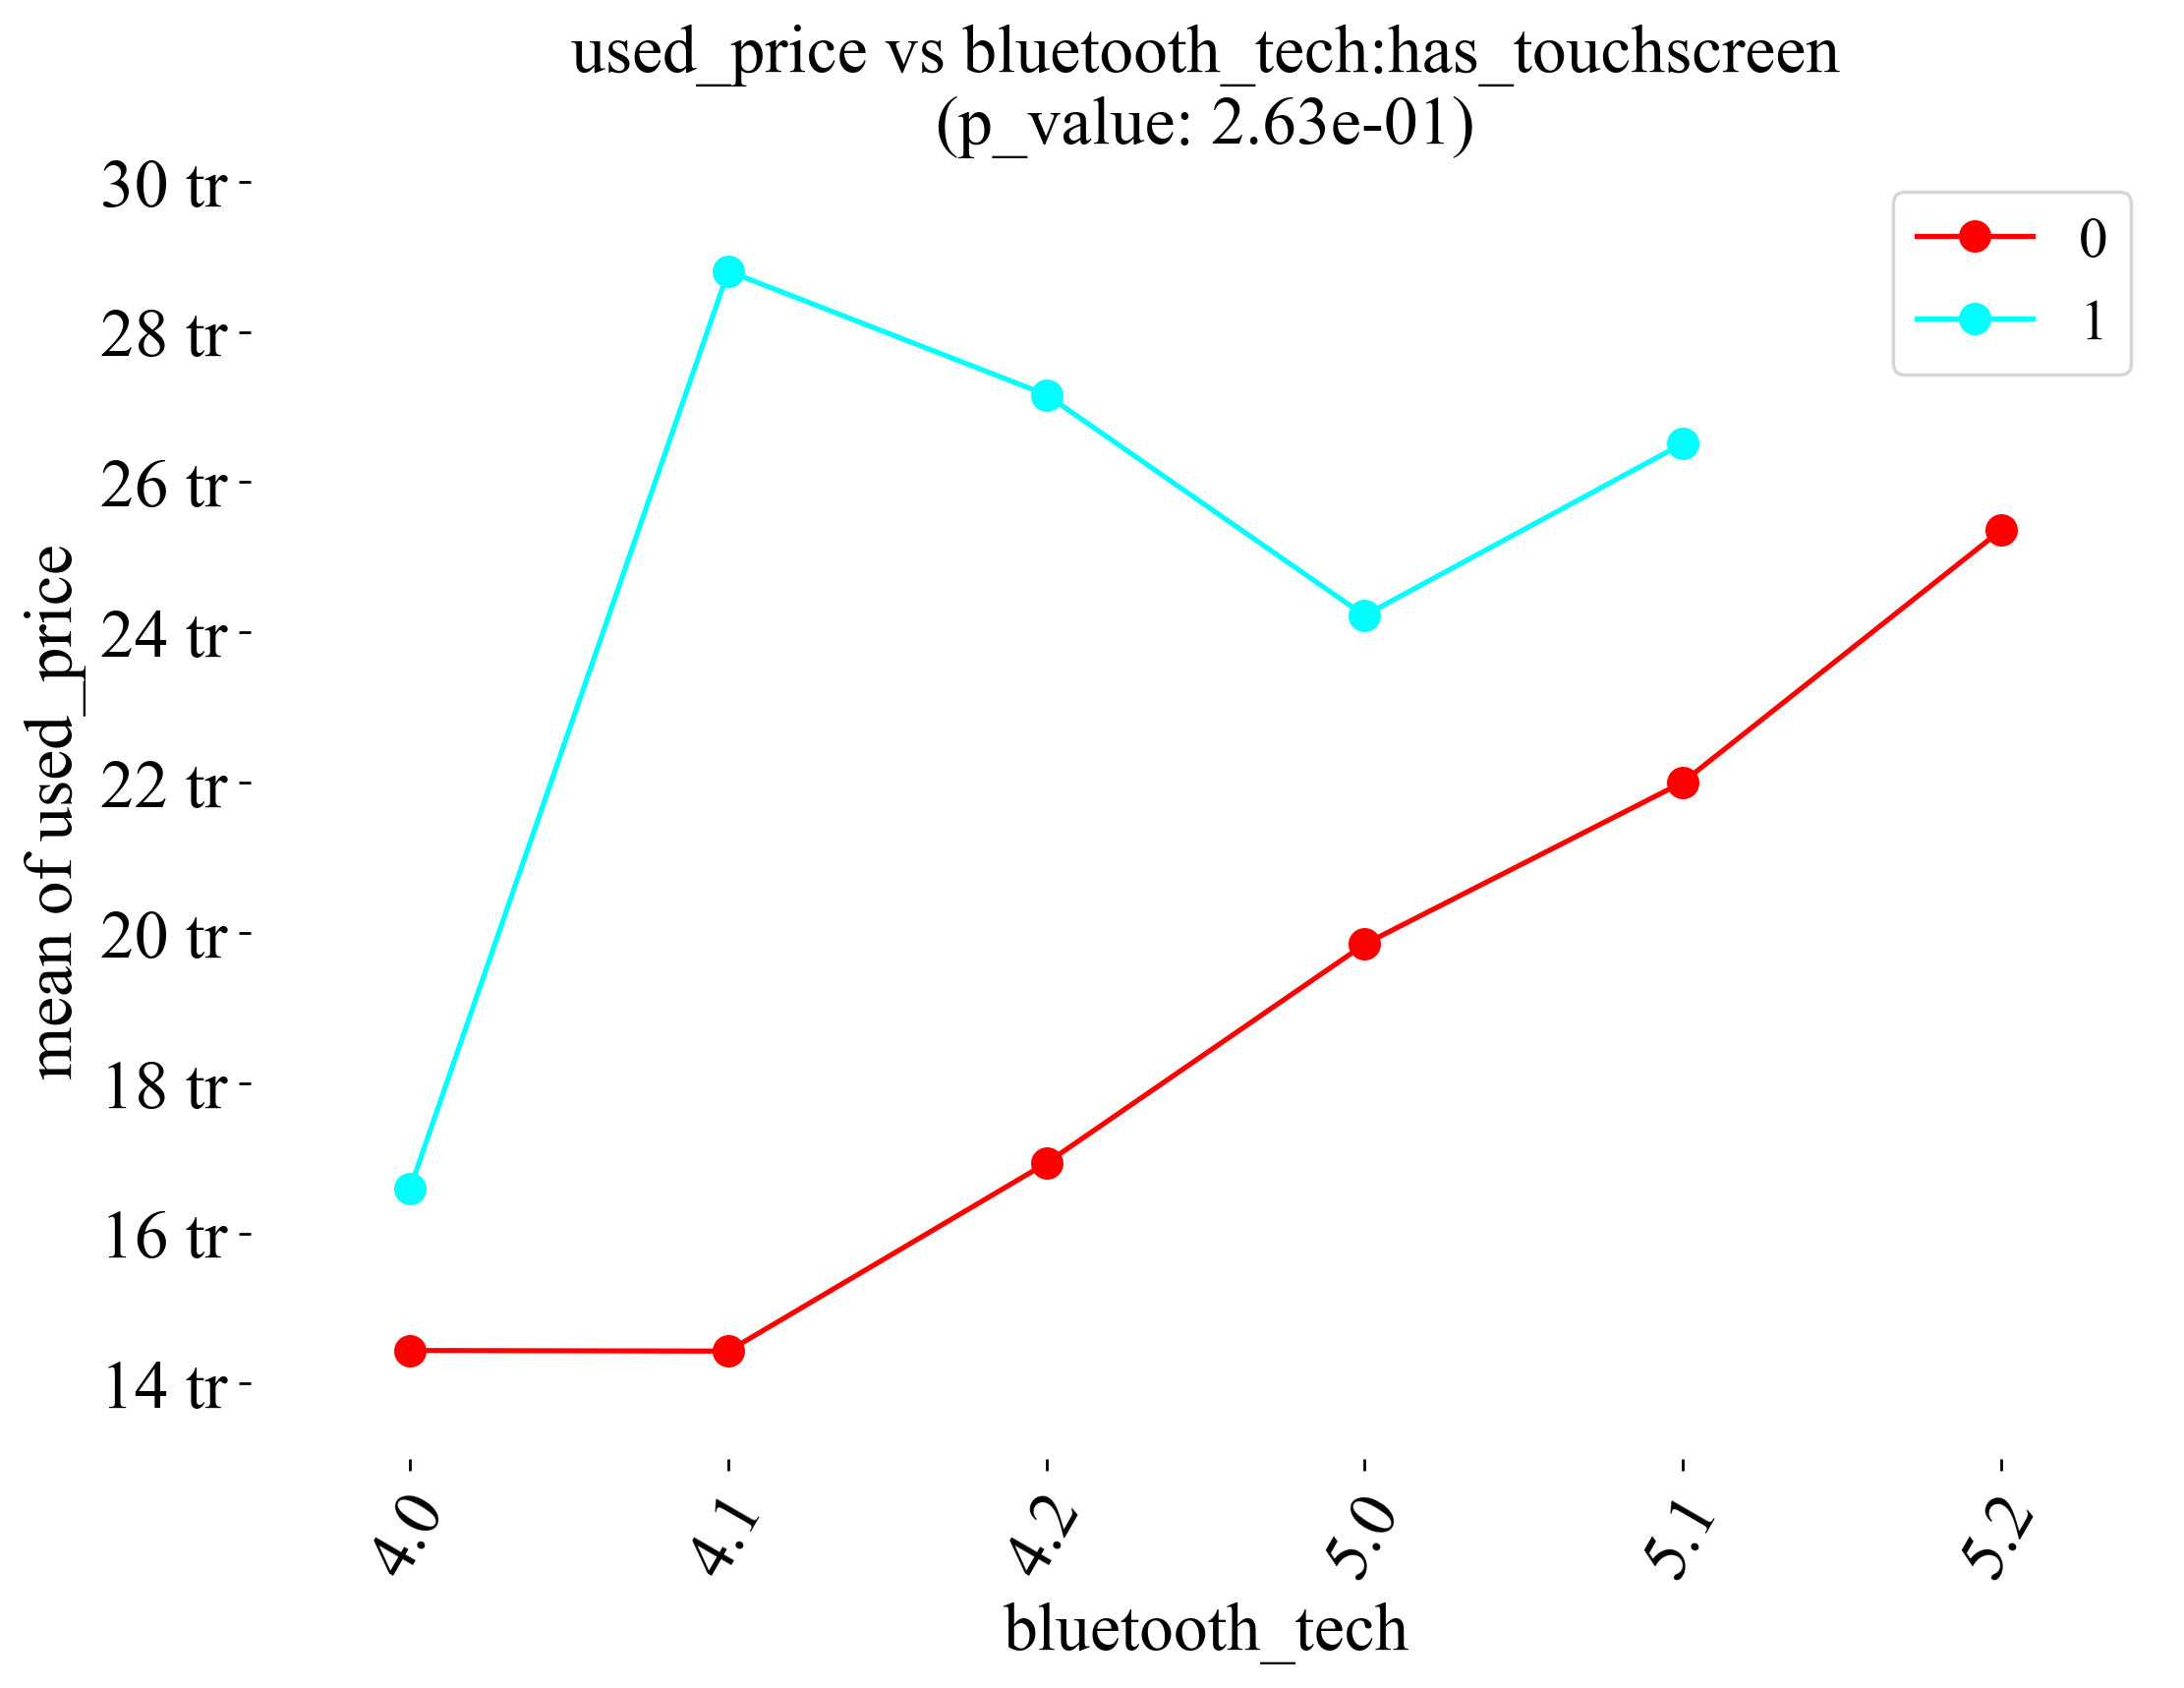 used_price vs bluetooth_tech:has_touchscreen
(p_value: 2.63e-01)
30 tr
28 tr
26 tr
24 tr
22 tr
20 tr
18 tr
16 tr
14 tr
mean of used_price
0
1
4.0
4.1
4.2
5.0
5.1
5.2
bluetooth_tech